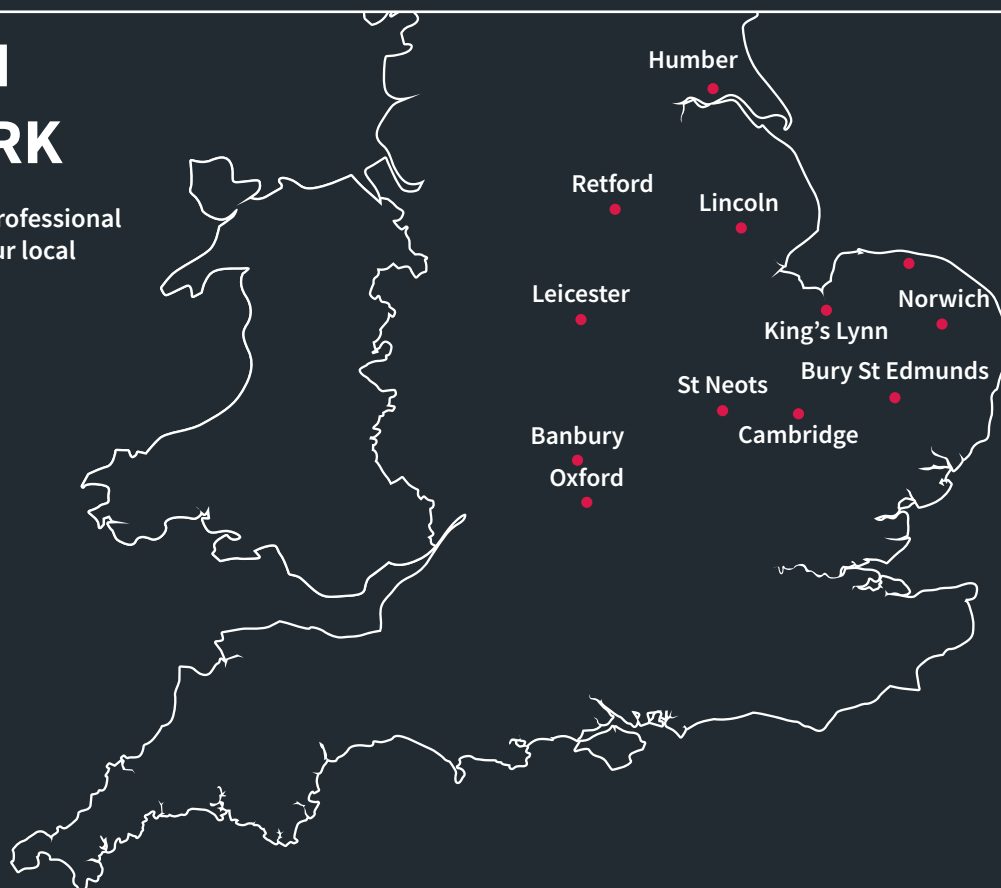 RK
rofessional
ur local
Humber
Retford
Lincoln
Leicester
Norwich
King's Lynn
Bury St Edmunds
St Neots
Cambridge
Banbury
Oxford